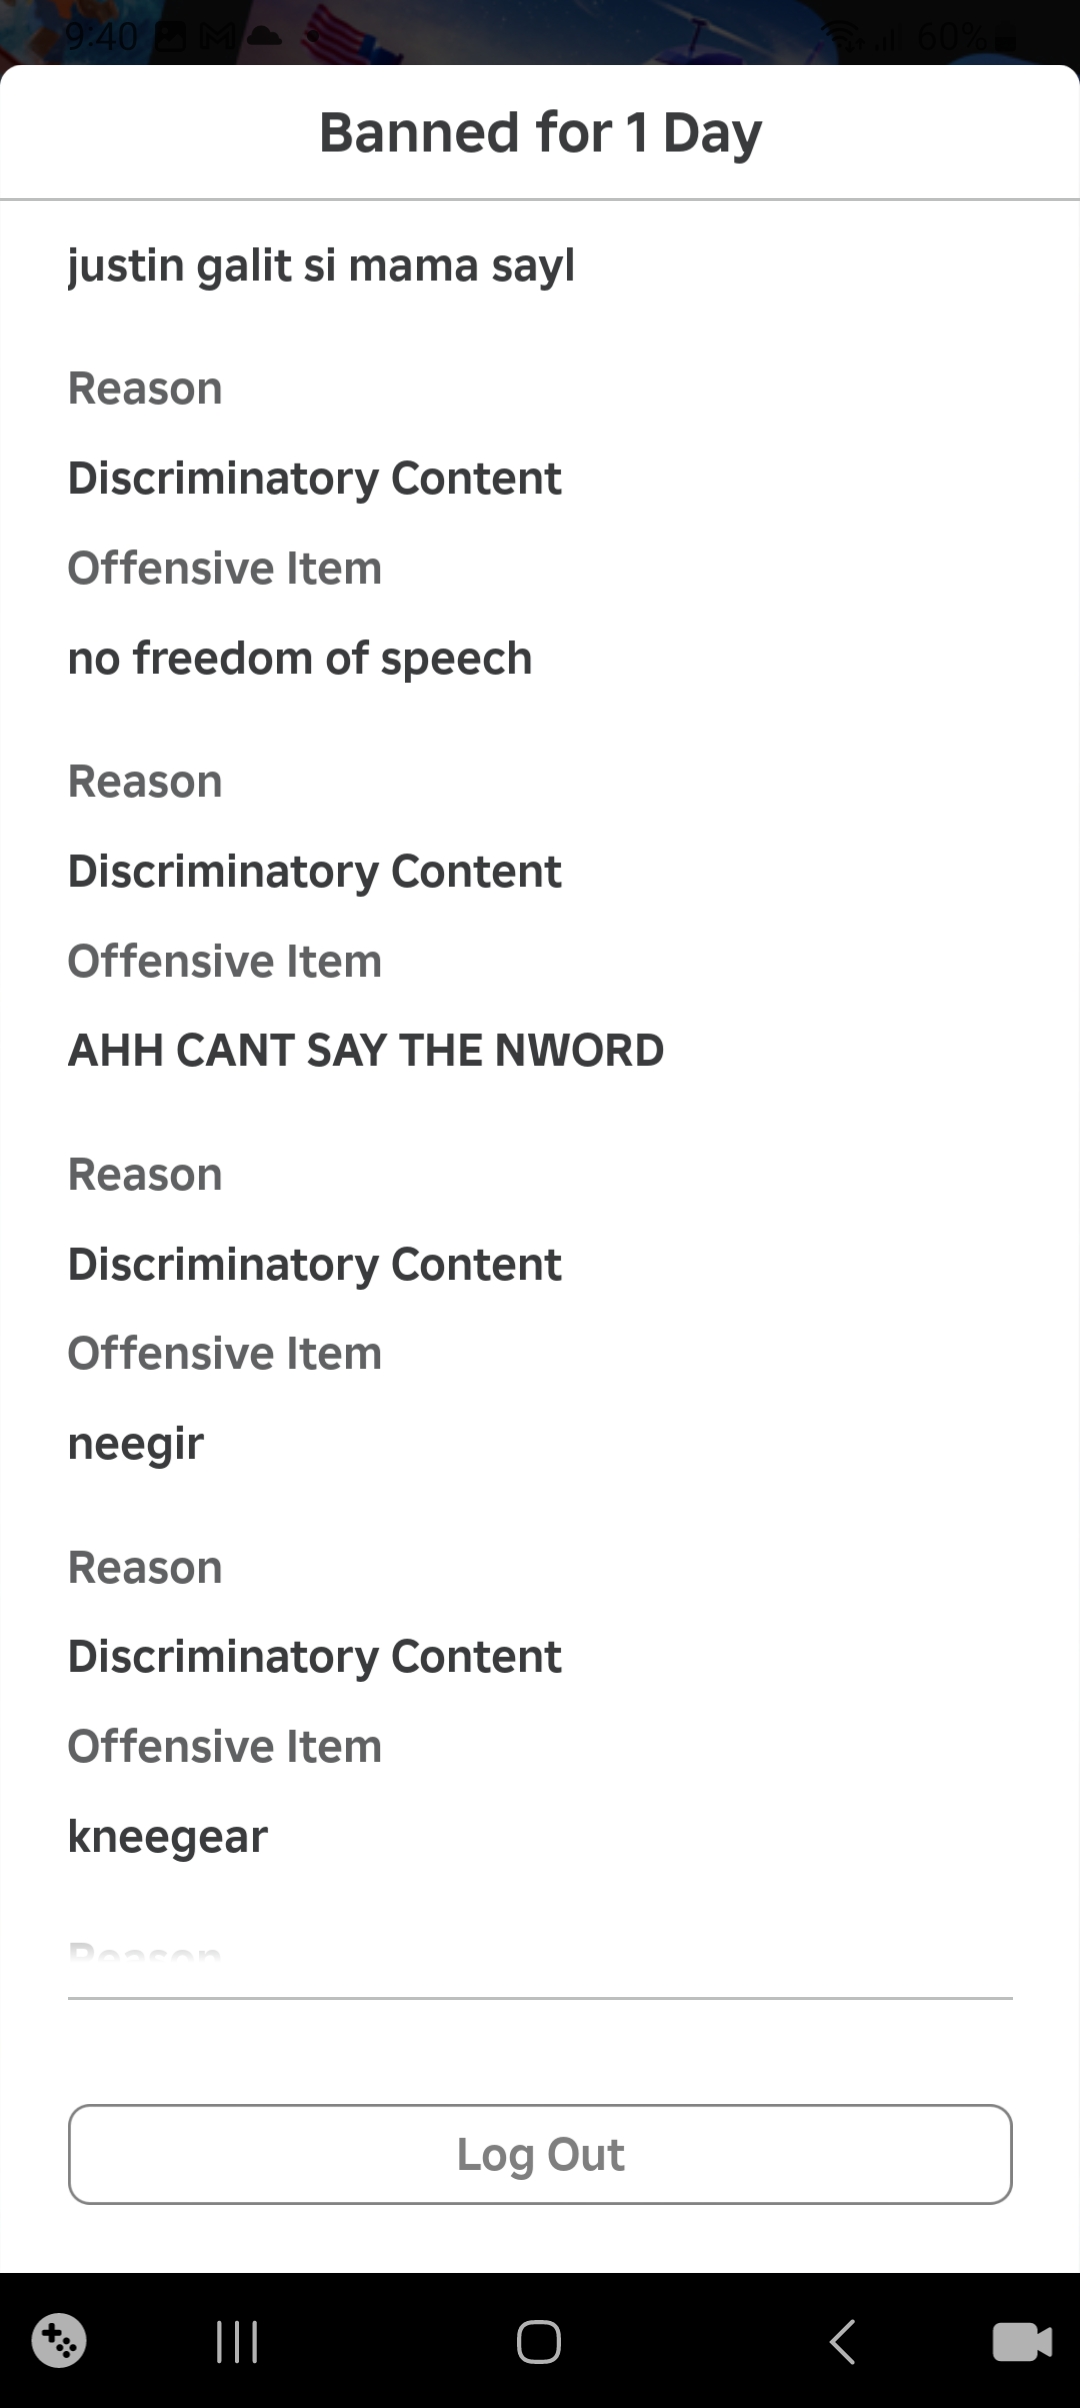 9:40 60%
Banned for 1 Day
justin galit si mama sayl
Reason
Discriminatory Content
Offensive Item
no freedom of speech
Reason
Discriminatory Content
Offensive Item
AHH CANT SAY THE NWORD
Reason
Discriminatory Content
Offensive Item
neegir
Reason
Discriminatory Content
Offensive Item
kneegear
Reason
Log Out